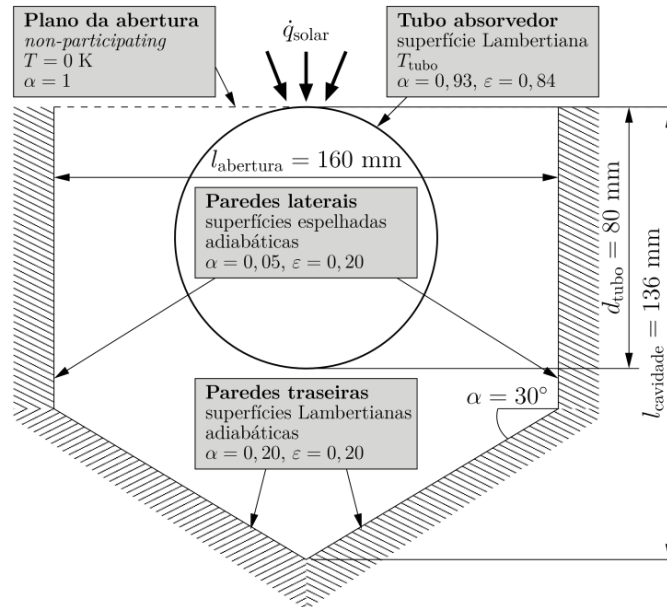 Plano da abertura
non-participating
T = 0 K
α = 1
q̇solar
Tubo absorvedor
superfície Lambertiana
Ttubo
α = 0, 93, ε = 0, 84
labertura = 160 mm
Paredes laterais
superfícies espelhadas
adiabáticas
α = 0, 05, ε = 0, 20
dtubo = 80 mm
lcavidade = 136 mm
Paredes traseiras
superfícies Lambertianas
adiabáticas
α = 0, 20, ε = 0, 20
α = 30°